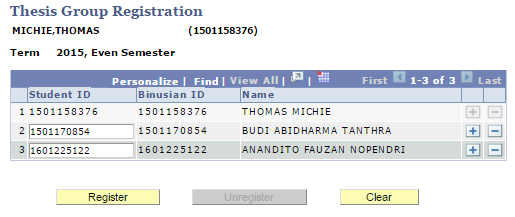 Thesis Group Registration
MICHIE,THOMAS (1501158376)
Term 2015, Even Semester
Personalize | Find | View All | | First 1-3 of 3 Last
Student ID Binusian ID Name
1 1501158376 1501158376 THOMAS MICHIE
2 1501170854 1501170854 BUDI ABIDHARMA TANTHRA
3 1601225122 1601225122 ANANDITO FAUZAN NOPENDRI
Register Unregister Clear